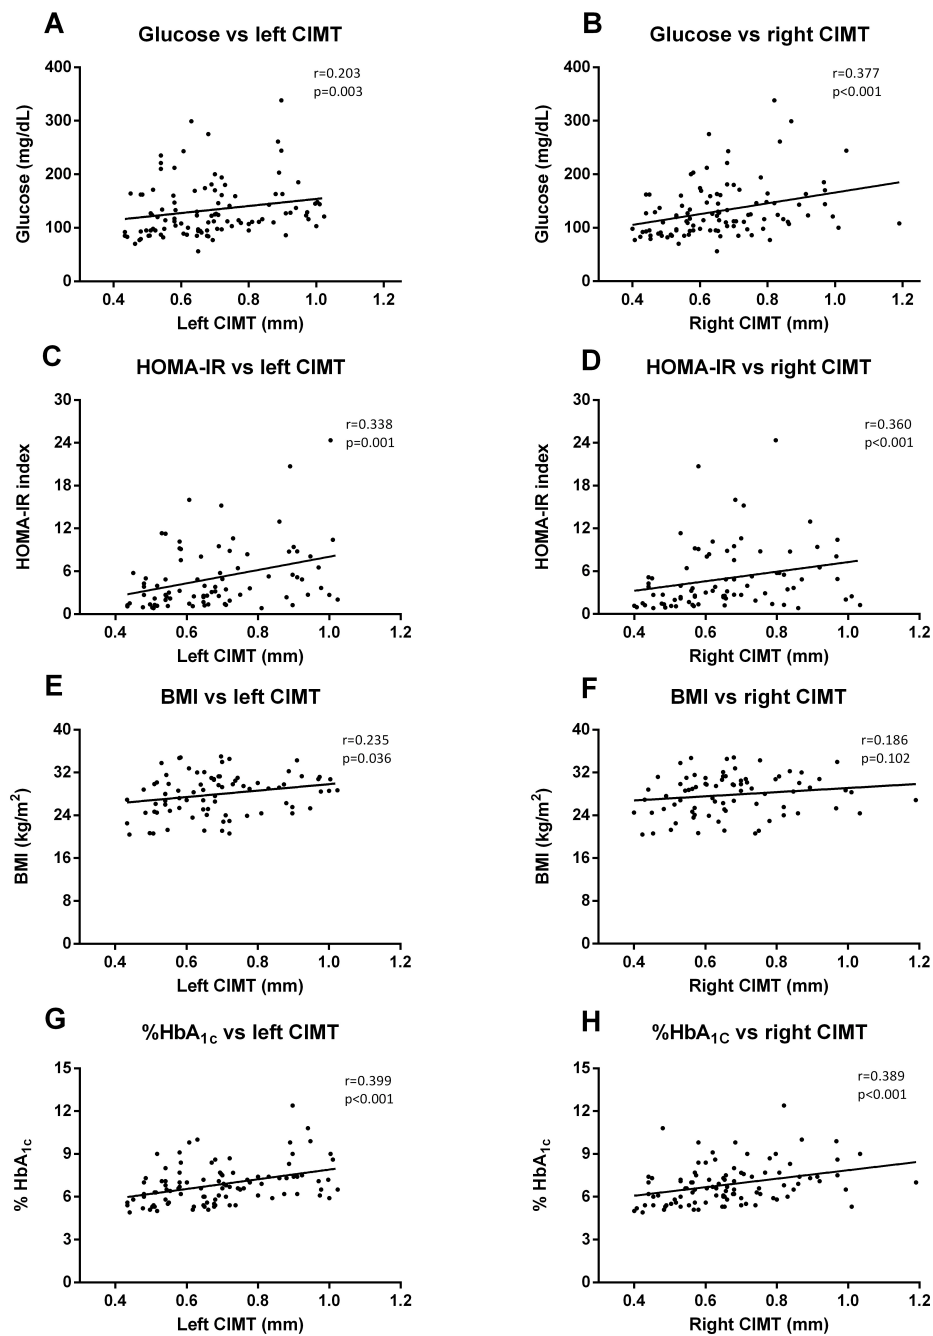 A
Glucose vs left CIMT
r=0.203
p=0.003
400
300
200
100
0
Glucose (mg/dL)
0.4 0.6 0.8 1.0 1.2
Left CIMT (mm)
B
Glucose vs right CIMT
r=0.377
p<0.001
400
300
200
100
0
Glucose (mg/dL)
0.4 0.6 0.8 1.0 1.2
Right CIMT (mm)
C
HOMA-IR vs left CIMT
r=0.338
p=0.001
30
24
18
12
6
0
HOMA-IR index
0.4 0.6 0.8 1.0 1.2
Left CIMT (mm)
D
HOMA-IR vs right CIMT
r=0.360
p<0.001
30
24
18
12
6
0
HOMA-IR index
0.4 0.6 0.8 1.0 1.2
Right CIMT (mm)
E
BMI vs left CIMT
r=0.235
p=0.036
40
32
24
16
8
0
BMI (kg/m²)
0.4 0.6 0.8 1.0 1.2
Left CIMT (mm)
F
BMI vs right CIMT
r=0.186
p=0.102
40
32
24
16
8
0
BMI (kg/m²)
0.4 0.6 0.8 1.0 1.2
Right CIMT (mm)
G
%HbA₁c vs left CIMT
r=0.399
p<0.001
15
12
9
6
3
0
% HbA₁c
0.4 0.6 0.8 1.0 1.2
Left CIMT (mm)
H
%HbA₁C vs right CIMT
r=0.389
p<0.001
15
12
9
6
3
0
% HbA₁c
0.4 0.6 0.8 1.0 1.2
Right CIMT (mm)